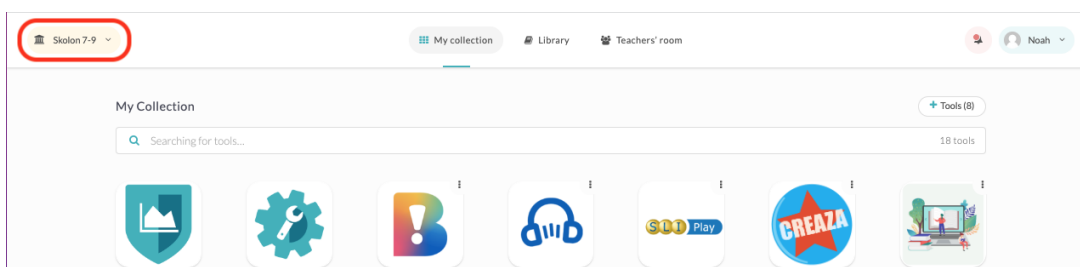 Skolon 7-9
My collection
Library
Teachers' room
Noah
My Collection
+ Tools (8)
Searching for tools...
18 tools
B!
SLI Play
CREAZA